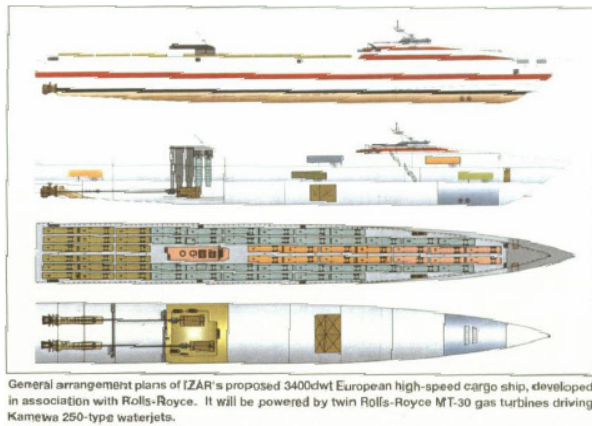 General arrangement plans of IZAR's proposed 3400dwt European high-speed cargo ship, developed
in association with Rolls-Royce. It will be powered by twin Rolls-Royce MT-30 gas turbines driving
Kamewa 250-type waterjets.